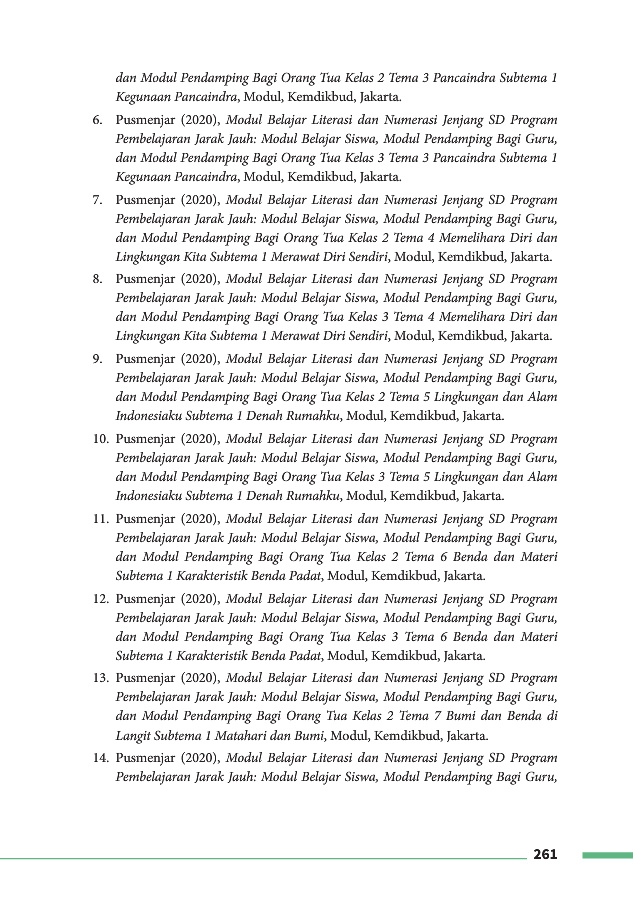 dan Modul Pendamping Bagi Orang Tua Kelas 2 Tema 3 Pancaindra Subtema 1
Kegunaan Pancaindra, Modul, Kemdikbud, Jakarta.
6. Pusmenjar (2020), Modul Belajar Literasi dan Numerasi Jenjang SD Program
Pembelajaran Jarak Jauh: Modul Belajar Siswa, Modul Pendamping Bagi Guru,
dan Modul Pendamping Bagi Orang Tua Kelas 3 Tema 3 Pancaindra Subtema 1
Kegunaan Pancaindra, Modul, Kemdikbud, Jakarta.
7. Pusmenjar (2020), Modul Belajar Literasi dan Numerasi Jenjang SD Program
Pembelajaran Jarak Jauh: Modul Belajar Siswa, Modul Pendamping Bagi Guru,
dan Modul Pendamping Bagi Orang Tua Kelas 2 Tema 4 Memelihara Diri dan
Lingkungan Kita Subtema 1 Merawat Diri Sendiri, Modul, Kemdikbud, Jakarta.
8. Pusmenjar (2020), Modul Belajar Literasi dan Numerasi Jenjang SD Program
Pembelajaran Jarak Jauh: Modul Belajar Siswa, Modul Pendamping Bagi Guru,
dan Modul Pendamping Bagi Orang Tua Kelas 3 Tema 4 Memelihara Diri dan
Lingkungan Kita Subtema 1 Merawat Diri Sendiri, Modul, Kemdikbud, Jakarta.
9. Pusmenjar (2020), Modul Belajar Literasi dan Numerasi Jenjang SD Program
Pembelajaran Jarak Jauh: Modul Belajar Siswa, Modul Pendamping Bagi Guru,
dan Modul Pendamping Bagi Orang Tua Kelas 2 Tema 5 Lingkungan dan Alam
Indonesiaku Subtema 1 Denah Rumahku, Modul, Kemdikbud, Jakarta.
10. Pusmenjar (2020), Modul Belajar Literasi dan Numerasi Jenjang SD Program
Pembelajaran Jarak Jauh: Modul Belajar Siswa, Modul Pendamping Bagi Guru,
dan Modul Pendamping Bagi Orang Tua Kelas 3 Tema 5 Lingkungan dan Alam
Indonesiaku Subtema 1 Denah Rumahku, Modul, Kemdikbud, Jakarta.
11. Pusmenjar (2020), Modul Belajar Literasi dan Numerasi Jenjang SD Program
Pembelajaran Jarak Jauh: Modul Belajar Siswa, Modul Pendamping Bagi Guru,
dan Modul Pendamping Bagi Orang Tua Kelas 2 Tema 6 Benda dan Materi
Subtema 1 Karakteristik Benda Padat, Modul, Kemdikbud, Jakarta.
12. Pusmenjar (2020), Modul Belajar Literasi dan Numerasi Jenjang SD Program
Pembelajaran Jarak Jauh: Modul Belajar Siswa, Modul Pendamping Bagi Guru,
dan Modul Pendamping Bagi Orang Tua Kelas 3 Tema 6 Benda dan Materi
Subtema 1 Karakteristik Benda Padat, Modul, Kemdikbud, Jakarta.
13. Pusmenjar (2020), Modul Belajar Literasi dan Numerasi Jenjang SD Program
Pembelajaran Jarak Jauh: Modul Belajar Siswa, Modul Pendamping Bagi Guru,
dan Modul Pendamping Bagi Orang Tua Kelas 2 Tema 7 Bumi dan Benda di
Langit Subtema 1 Matahari dan Bumi, Modul, Kemdikbud, Jakarta.
14. Pusmenjar (2020), Modul Belajar Literasi dan Numerasi Jenjang SD Program
Pembelajaran Jarak Jauh: Modul Belajar Siswa, Modul Pendamping Bagi Guru,
261